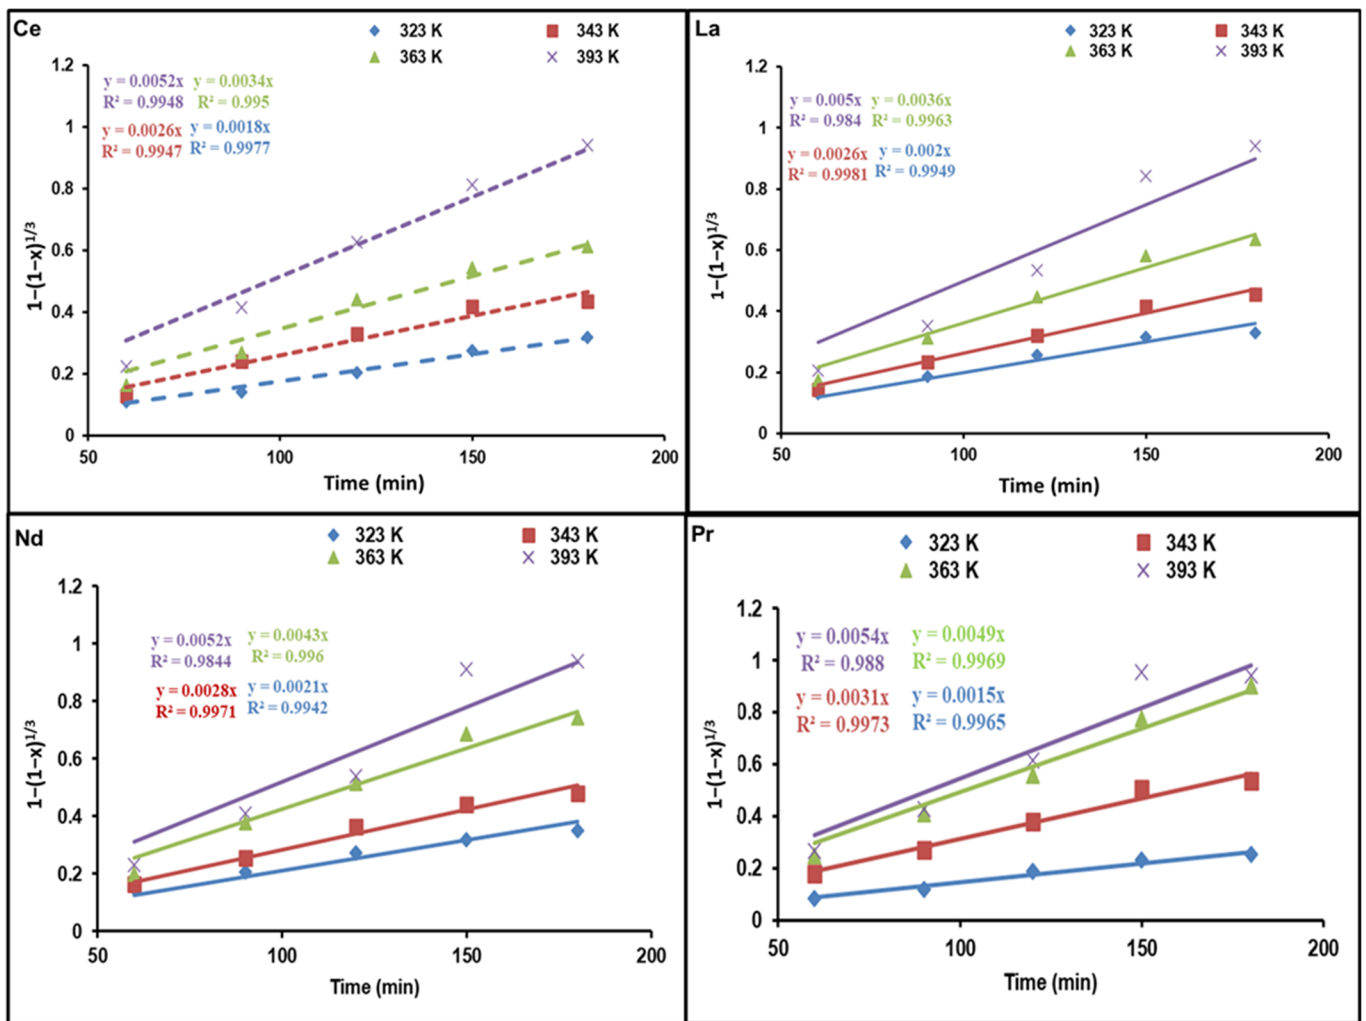 Ce
323 K 343 K
363 K 393 K
1.2
1
0.8
0.6
0.4
0.2
0
y = 0.0052x y = 0.0034x
R² = 0.9948 R² = 0.995
y = 0.0026x y = 0.0018x
R² = 0.9947 R² = 0.9977
1−(1−x)1/3
50 100 150 200
Time (min)
La
323 K 343 K
363 K 393 K
1.2
1
0.8
0.6
0.4
0.2
0
y = 0.005x y = 0.0036x
R² = 0.984 R² = 0.9963
y = 0.0026x y = 0.002x
R² = 0.9981 R² = 0.9949
1−(1−x)1/3
50 100 150 200
Time (min)
Nd
323 K 343 K
363 K 393 K
1.2
1
0.8
0.6
0.4
0.2
0
y = 0.0052x y = 0.0043x
R² = 0.9844 R² = 0.996
y = 0.0028x y = 0.0021x
R² = 0.9971 R² = 0.9942
1−(1−x)1/3
50 100 150 200
Time (min)
Pr
323 K 343 K
363 K 393 K
1.2
1
0.8
0.6
0.4
0.2
0
y = 0.0054x y = 0.0049x
R² = 0.988 R² = 0.9969
y = 0.0031x y = 0.0015x
R² = 0.9973 R² = 0.9965
1−(1−x)1/3
50 100 150 200
Time (min)